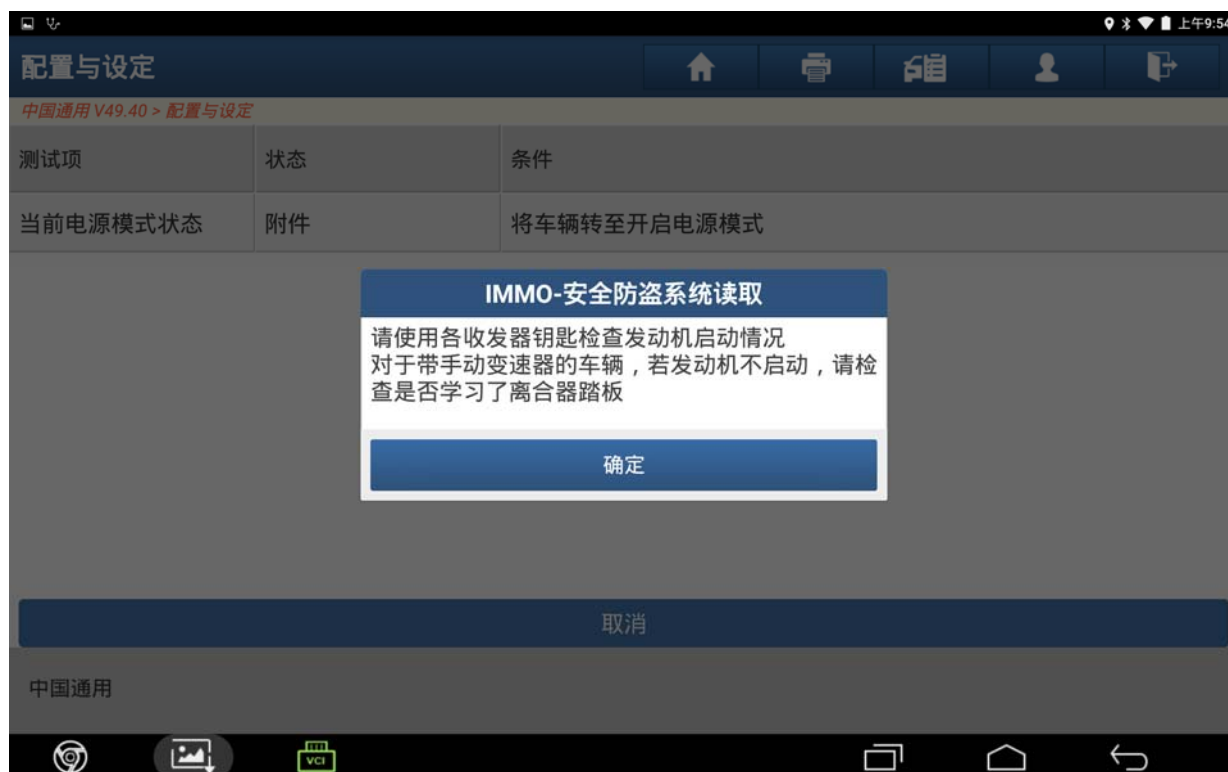 上午9:54
配置与设定
中国通用 V49.40 > 配置与设定
测试项 状态 条件
当前电源模式状态 附件 将车辆转至开启电源模式
IMMO-安全防盗系统读取
请使用各收发器钥匙检查发动机启动情况
对于带手动变速器的车辆，若发动机不启动，请检
查是否学习了离合器踏板
确定
取消
中国通用
VCI